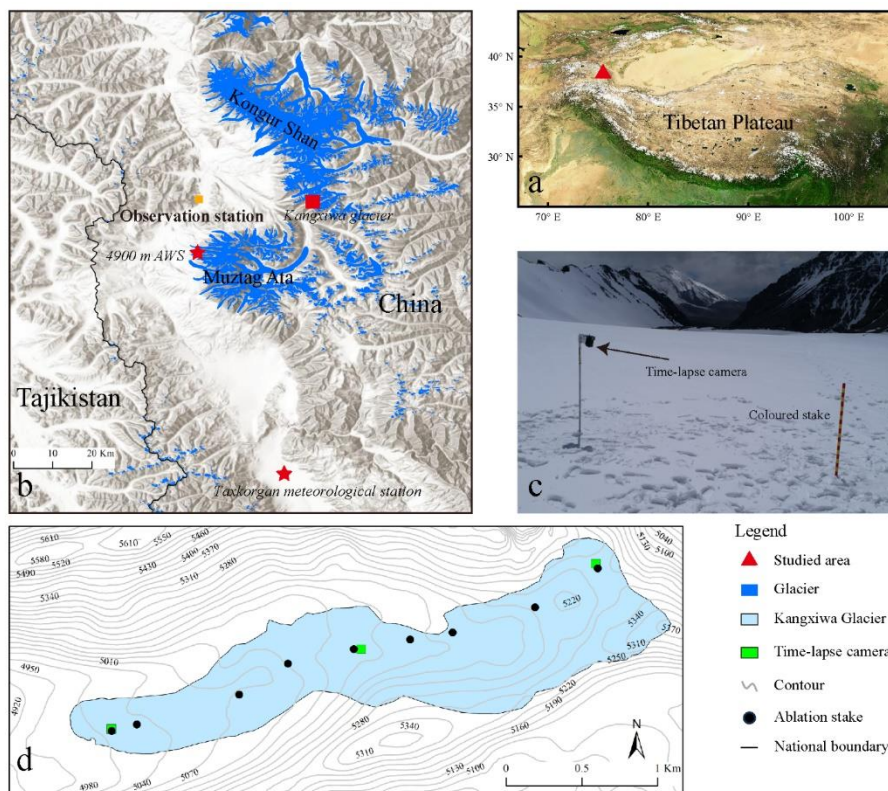 Kongur Shan
Observation station
Kangxiwa glacier
4900 m AWS
Muztag Ata
China
Tajikistan
0 10 20 Km
b
Taxkorgan meteorological station
40° N
35° N
30° N
Tibetan Plateau
a
70° E 80° E 90° E 100° E
Time-lapse camera
Coloured stake
c
5610 5610 5550 5460
5580 5400 5370
5520 5430 5310 5280
5490
5340
5040
5130 5100
5220
5340 5370
5310
5250
5220
5190
5160
5130 5100
4950 5010
4920
5280
5340
5310
5070
5040
4980
d
N
0 0.5 1 Km
Legend
Studied area
Glacier
Kangxiwa Glacier
Time-lapse camera
Contour
Ablation stake
National boundary